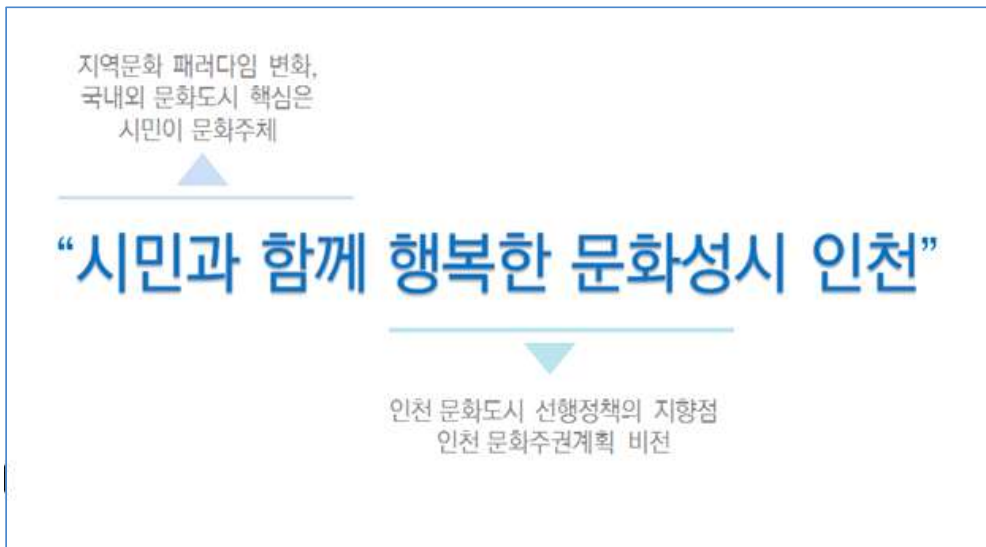 지역문화 패러다임 변화,
국내외 문화도시 핵심은
시민이 문화주체
“시민과 함께 행복한 문화성시 인천”
인천 문화도시 선행정책의 지향점
인천 문화주권계획 비전